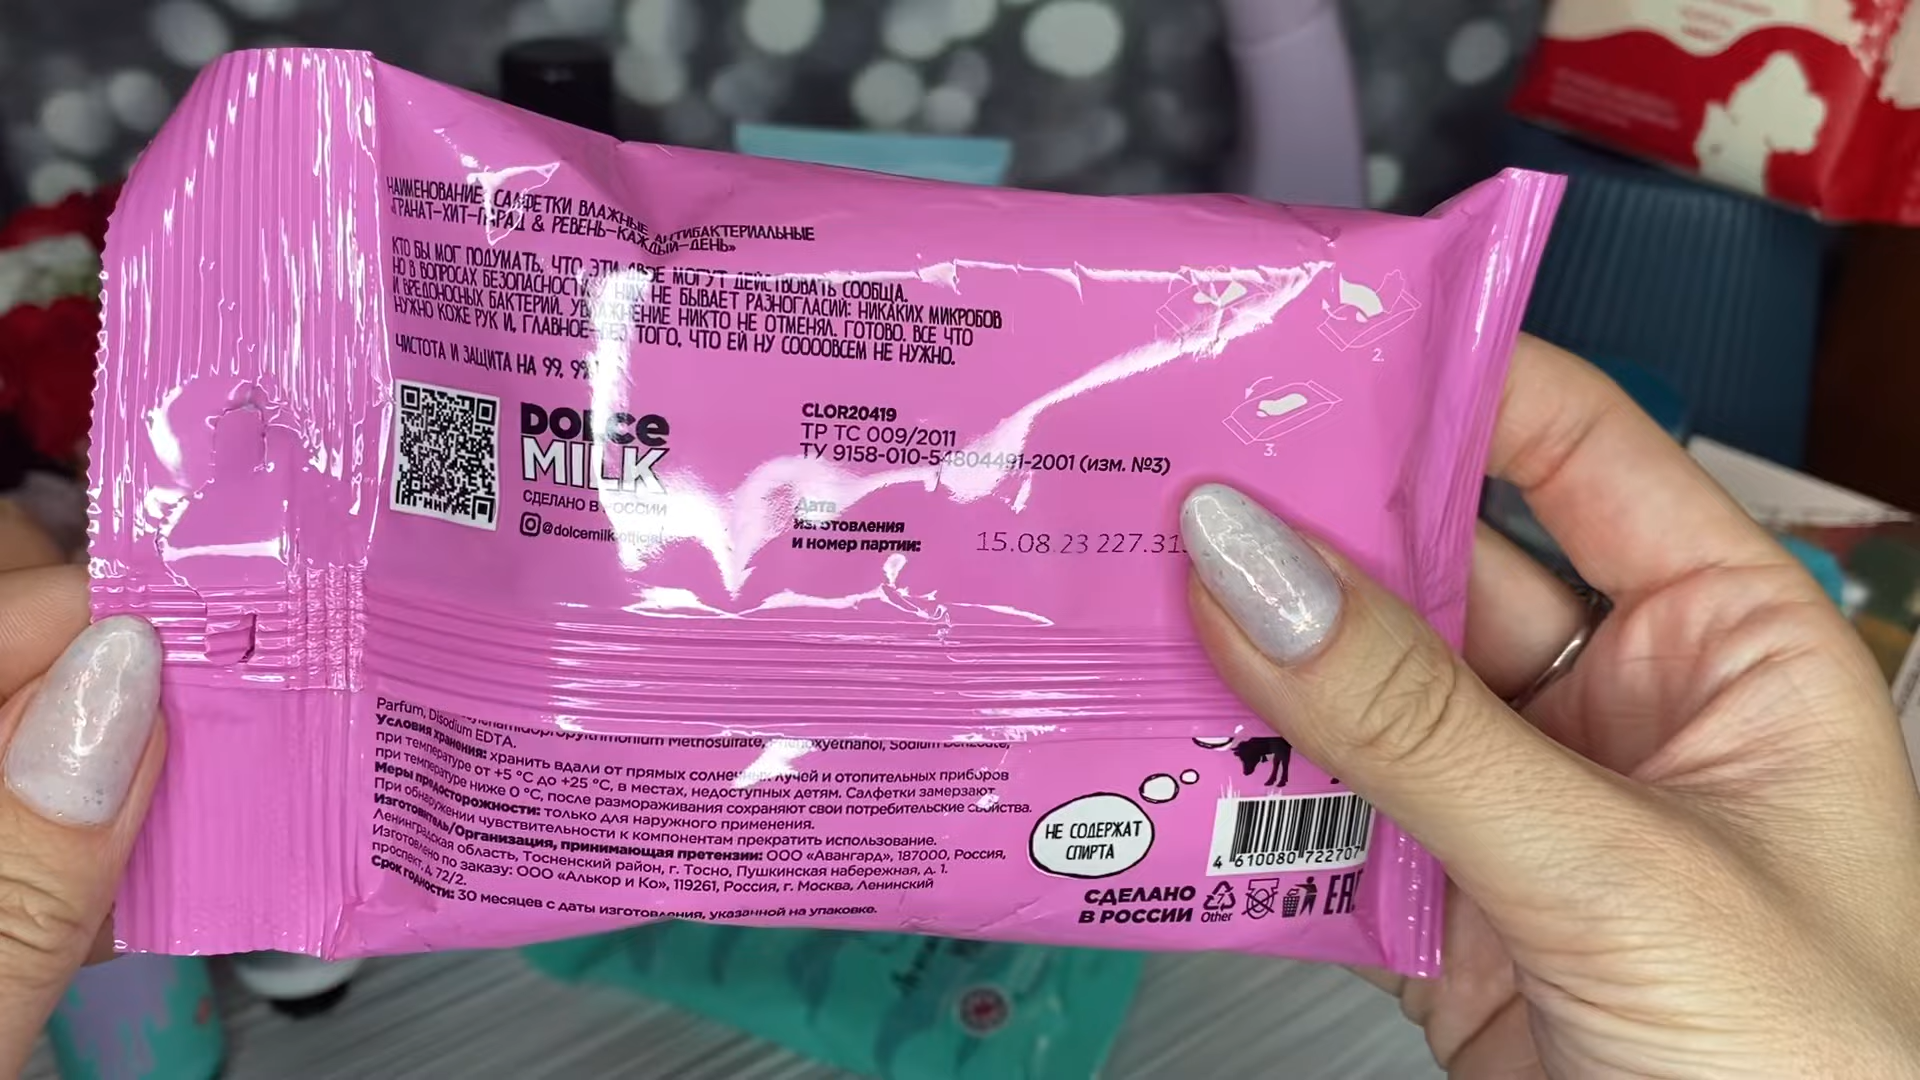 НАИМЕНОВАНИЕ: САЛФЕТКИ ВЛАЖНЫЕ АНТИБАКТЕРИАЛЬНЫЕ
«ГРАНАТ-ХИТ-ПАРАД & РЕВЕНЬ-КАЖДЫЙ-ДЕНЬ»
КТО БЫ МОГ ПОДУМАТЬ, ЧТО ЭТИ ДВОЕ МОГУТ ДЕЙСТВОВАТЬ СООБЩА.
НО В ВОПРОСАХ БЕЗОПАСНОСТИ У НИХ НЕ БЫВАЕТ РАЗНОГЛАСИЙ: НИКАКИХ МИКРОБОВ
И ВРЕДОНОСНЫХ БАКТЕРИЙ. УВЛАЖНЕНИЕ НИКТО НЕ ОТМЕНЯЛ. ГОТОВО. ВСЕ ЧТО
НУЖНО КОЖЕ РУК И, ГЛАВНОЕ БЕЗ ТОГО, ЧТО ЕЙ НУ СООООВСЕМ НЕ НУЖНО.
ЧИСТОТА И ЗАЩИТА НА 99, 9%
2.
3.
DOLCE
MILK
СДЕЛАНО В РОССИИ
@dolcemilk.official
CLOR20419
ТР ТС 009/2011
ТУ 9158-010-54804491-2001 (изм. №3)
Дата
изготовления
и номер партии:
15.08.23 227.31
Methosulfate, Phenoxyethanol, Sodium Benzoate,
Parfum, Disodium EDTA.
Условия хранения: хранить вдали от прямых солнечных лучей и отопительных приборов
при температуре от +5 °C до +25 °C, в местах, недоступных детям. Салфетки замерзают
при температуре ниже 0 °C, после размораживания сохраняют свои потребительские свойства.
Меры предосторожности: только для наружного применения.
При обнаружении чувствительности к компонентам прекратить использование.
Изготовитель/Организация, принимающая претензии: ООО «Авангард», 187000, Россия,
Ленинградская область, Тосненский район, г. Тосно, Пушкинская набережная, д. 1.
Изготовлено по заказу: ООО «Алькор и Ко», 119261, Россия, г. Москва, Ленинский
проспект, д. 72/2.
Срок годности: 30 месяцев с даты изготовления, указанной на упаковке.
НЕ СОДЕРЖАТ
СПИРТА
4 610080 722707
СДЕЛАНО
В РОССИИ
Other
EAC